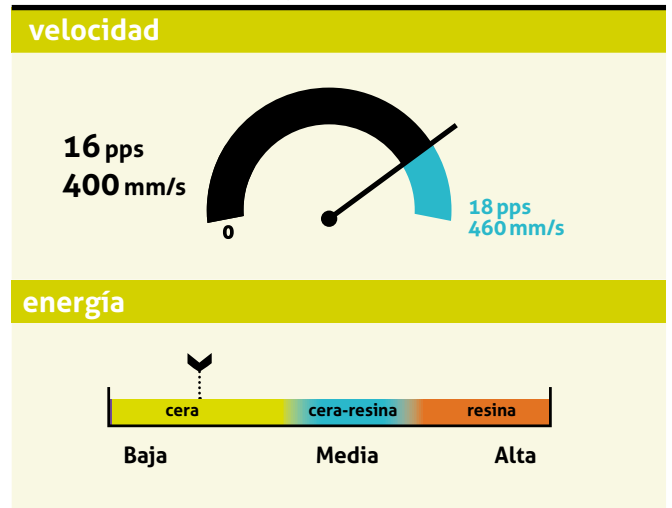 velocidad
16 pps
400 mm/s
0
18 pps
460 mm/s
energía
cera
cera-resina
resina
Baja
Media
Alta